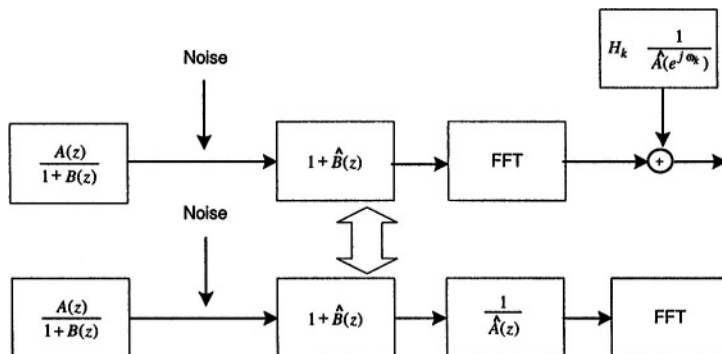 H_k 1 / Â(e^{jω_k})
Noise
A(z) / 1 + B(z)
1 + B̂(z)
FFT
+
Noise
A(z) / 1 + B(z)
1 + B̂(z)
1 / Â(z)
FFT